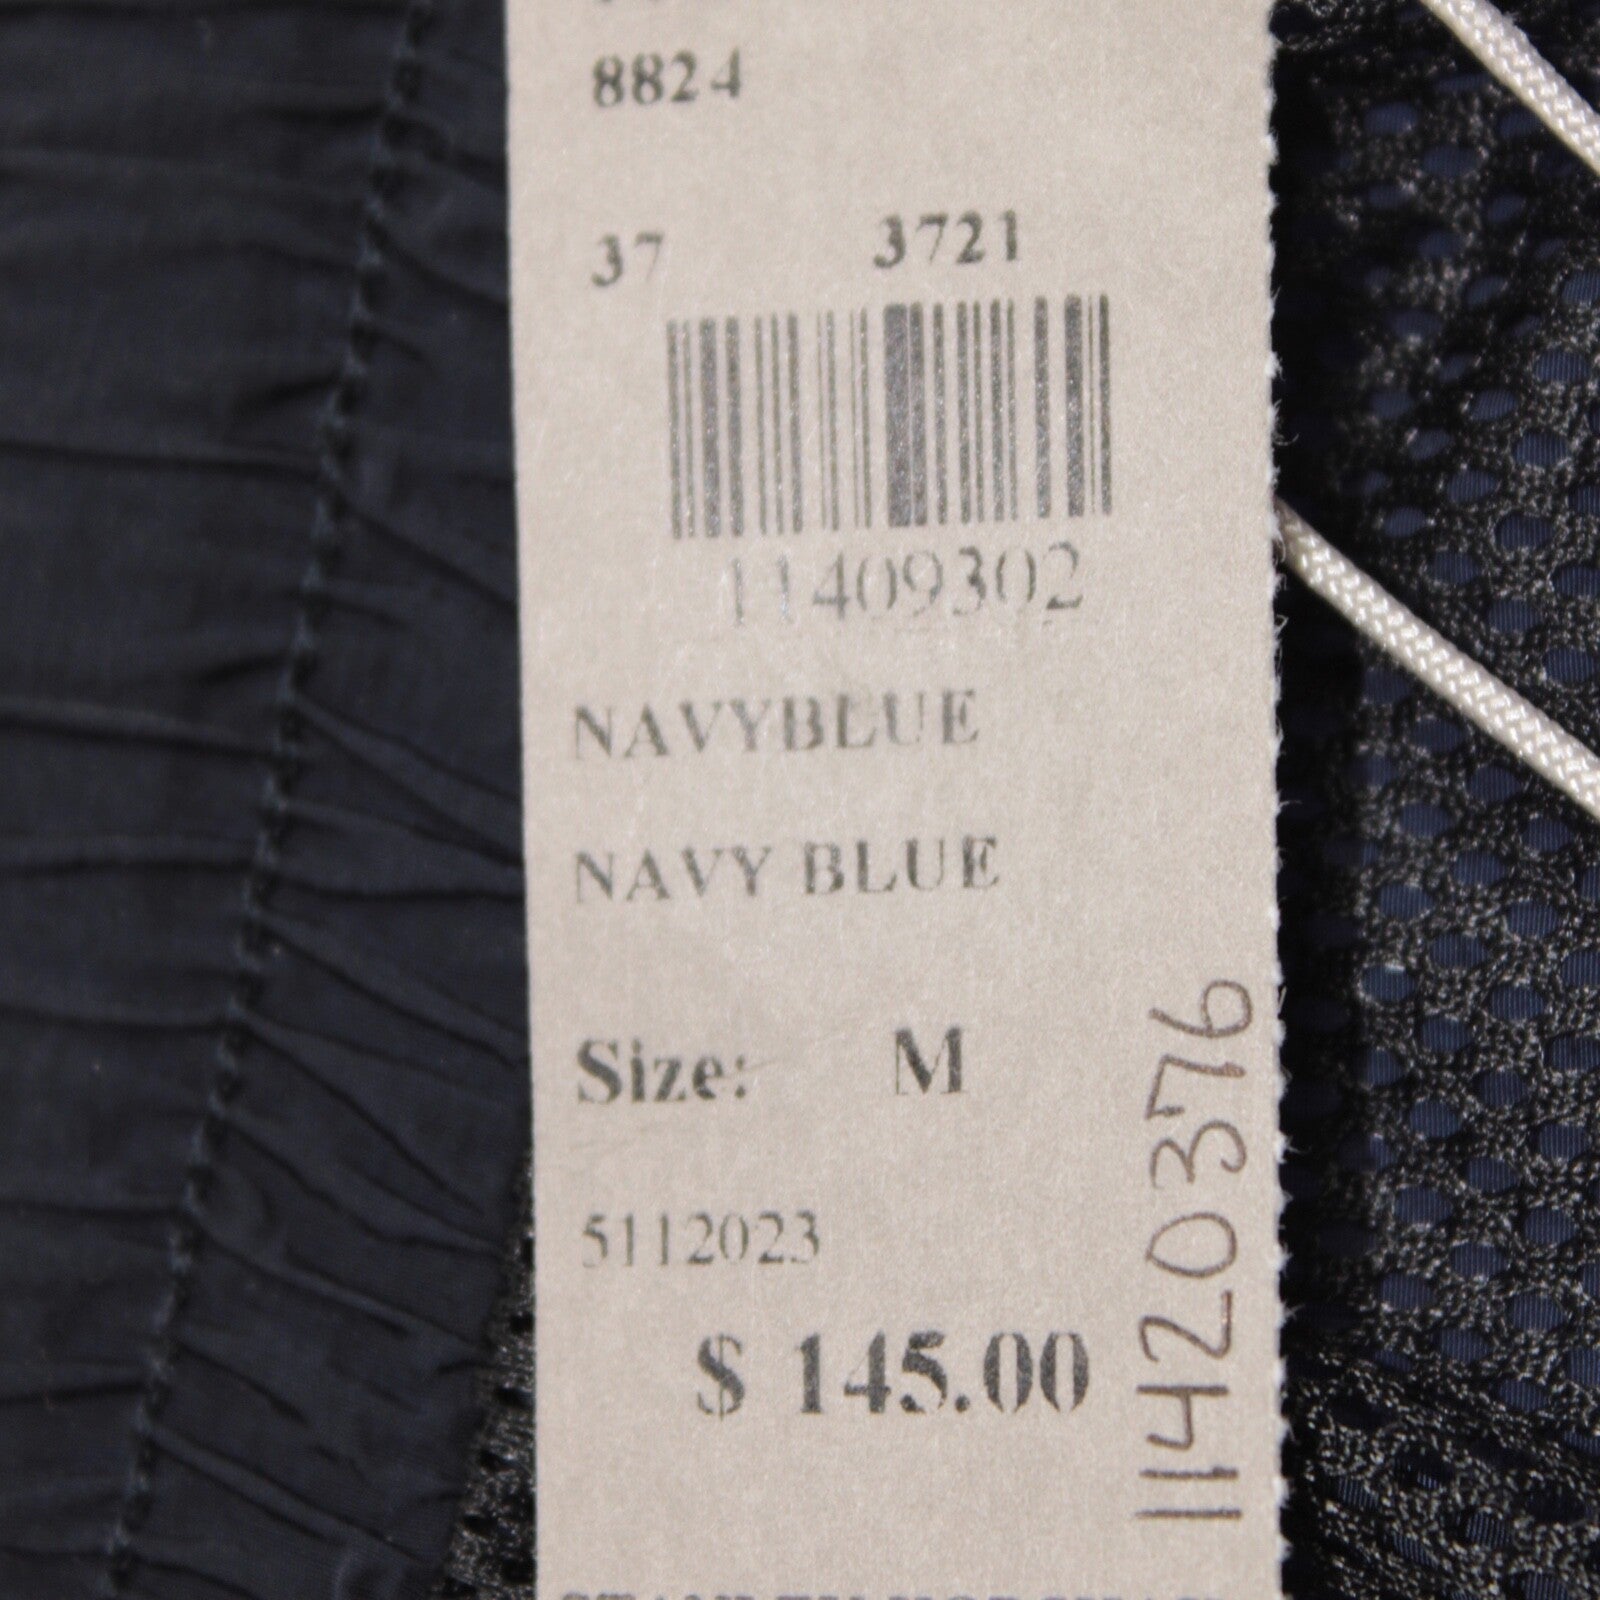 8824
37 3721
11409302
NAVYBLUE
NAVY BLUE
Size: M
5112023
$ 145.00
11420376